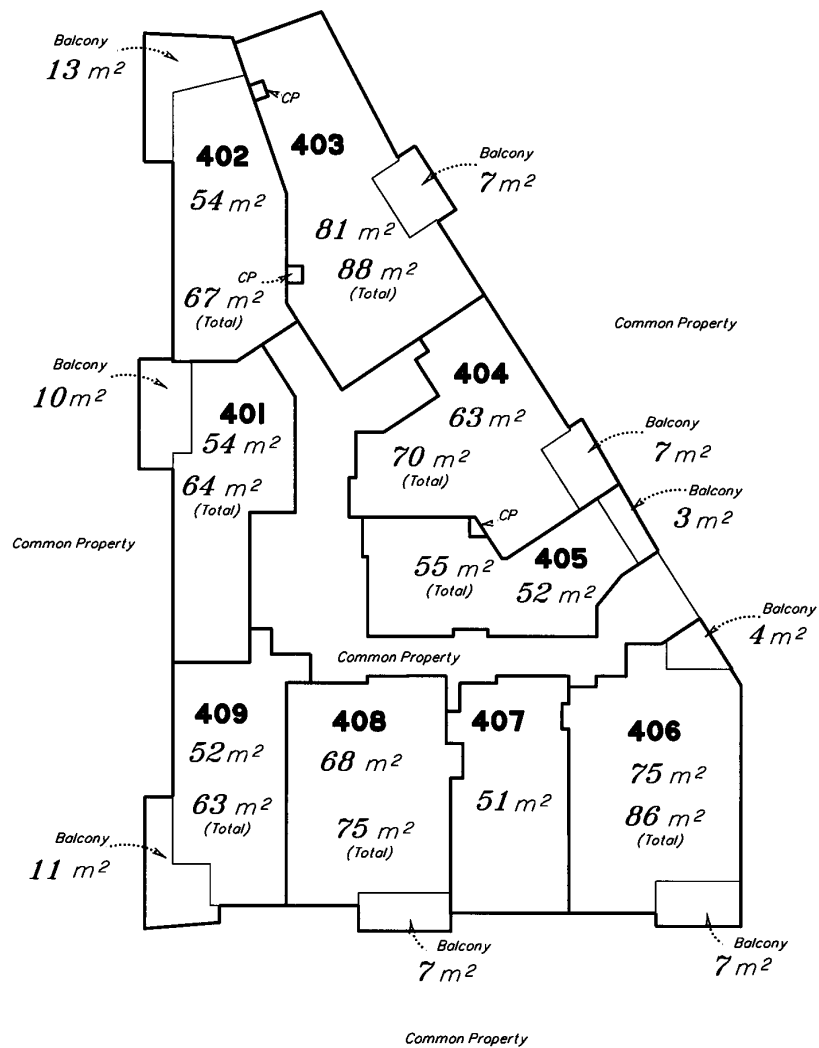 Balcony
13 m²
CP
403
402
Balcony
7 m²
54 m²
81 m²
CP
88 m²
(Total)
67 m²
(Total)
Common Property
Balcony
10 m²
404
401
63 m²
54 m²
Balcony
7 m²
70 m²
(Total)
64 m²
(Total)
Balcony
3 m²
CP
Common Property
405
55 m²
(Total)
52 m²
Balcony
4 m²
Common Property
409
408
407
406
52 m²
68 m²
75 m²
63 m²
(Total)
51 m²
86 m²
(Total)
75 m²
(Total)
Balcony
11 m²
Balcony
7 m²
Balcony
7 m²
Common Property